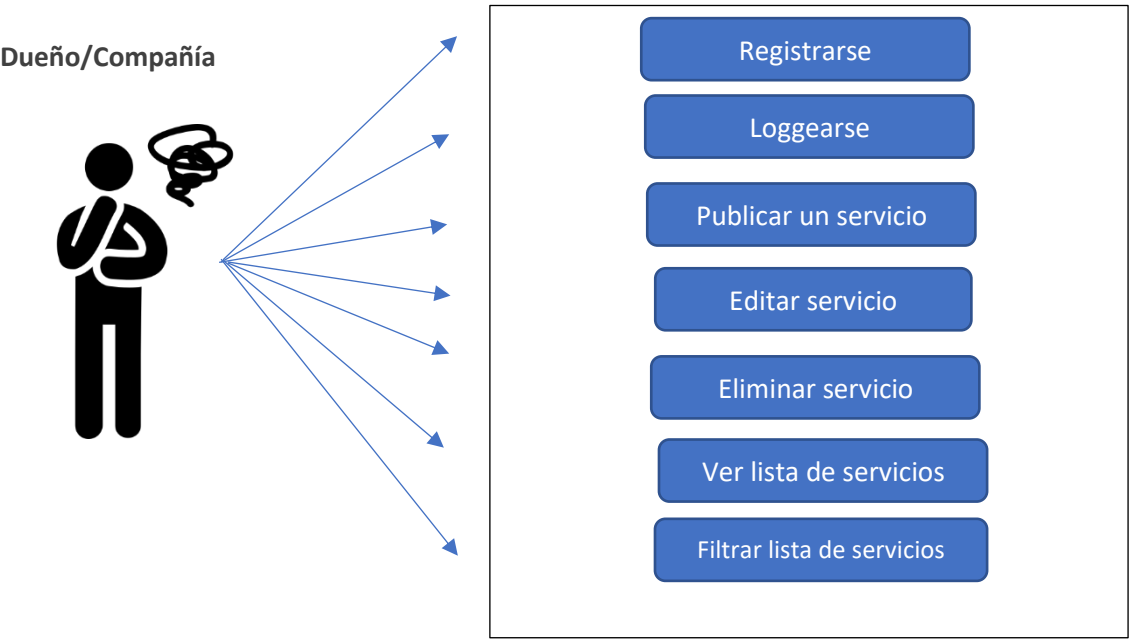 Dueño/Compañía
Registrarse
Loggearse
Publicar un servicio
Editar servicio
Eliminar servicio
Ver lista de servicios
Filtrar lista de servicios